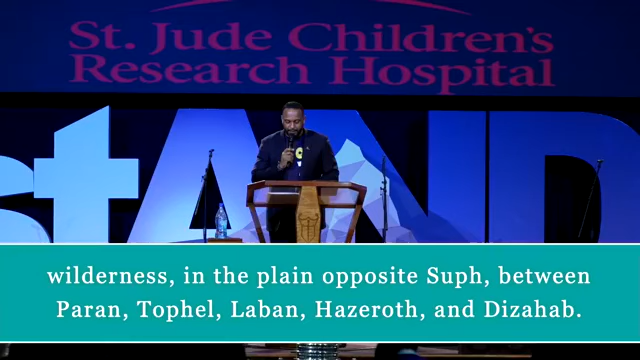 St. Jude Children's
Research Hospital
stAND
wilderness, in the plain opposite Suph, between
Paran, Tophel, Laban, Hazeroth, and Dizahab.